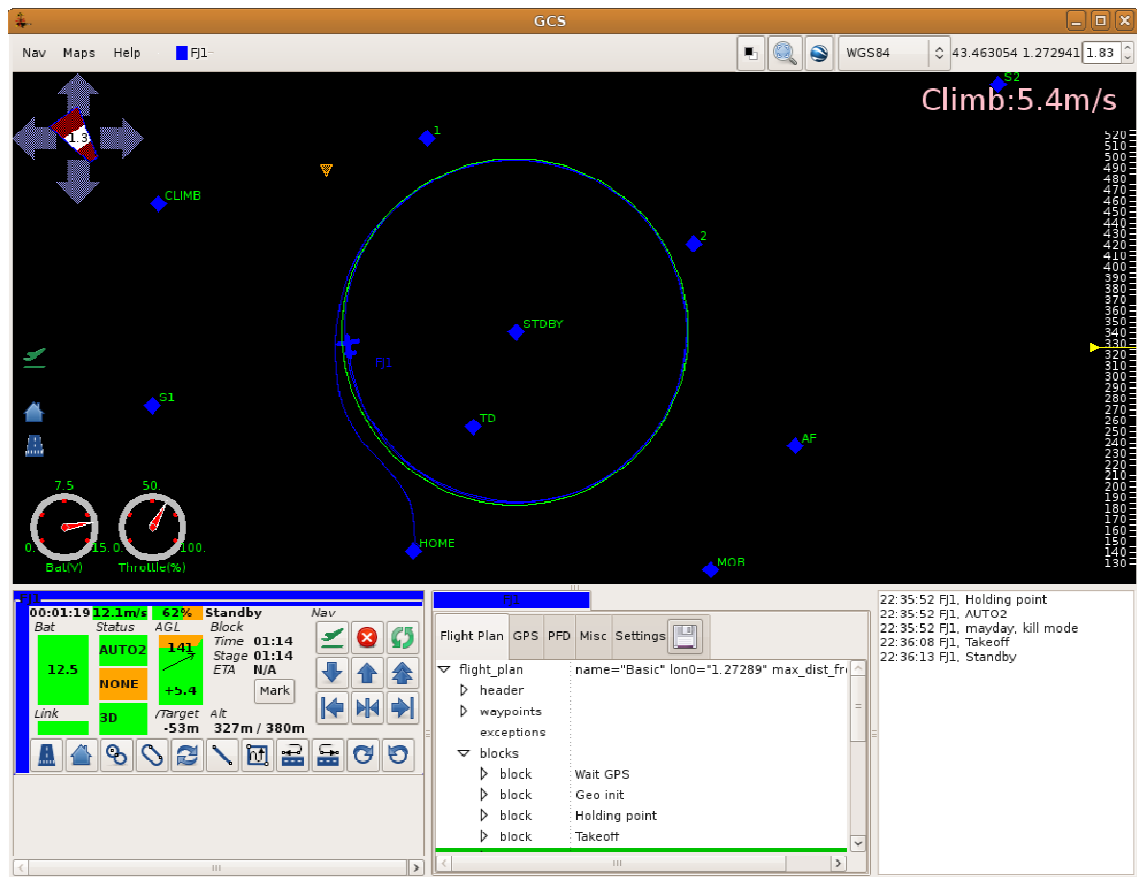 GCS
Nav Maps Help FJ1 WGS84 43.463054 1.272941 1.83
Climb:5.4m/s
S2
1
1.3
CLIMB
2
STDBY
FJ1
S1
TD
AF
HOME
MOB
520
510
500
490
480
470
460
450
440
430
420
410
400
390
380
370
360
350
340
330
320
310
300
290
280
270
260
250
240
230
220
210
200
190
180
170
160
150
140
130
7.5 50.
0. 15. 0. 100.
Bat(V) Throttle(%)
FJ1
00:01:19 12.1m/s 62% Standby Nav
Bat Status AGL Block
12.5 AUTO2 141 Time 01:14
Stage 01:14
NONE +5.4 ETA N/A
Mark
Link 3D /Target Alt
-53m 327m / 380m
Flight Plan GPS PFD Misc Settings
flight_plan name="Basic" lon0="1.27289" max_dist_fr
header
waypoints
exceptions
blocks
block Wait GPS
block Geo init
block Holding point
block Takeoff
22:35:52 FJ1, Holding point
22:35:52 FJ1, AUTO2
22:35:52 FJ1, mayday, kill mode
22:36:08 FJ1, Takeoff
22:36:13 FJ1, Standby